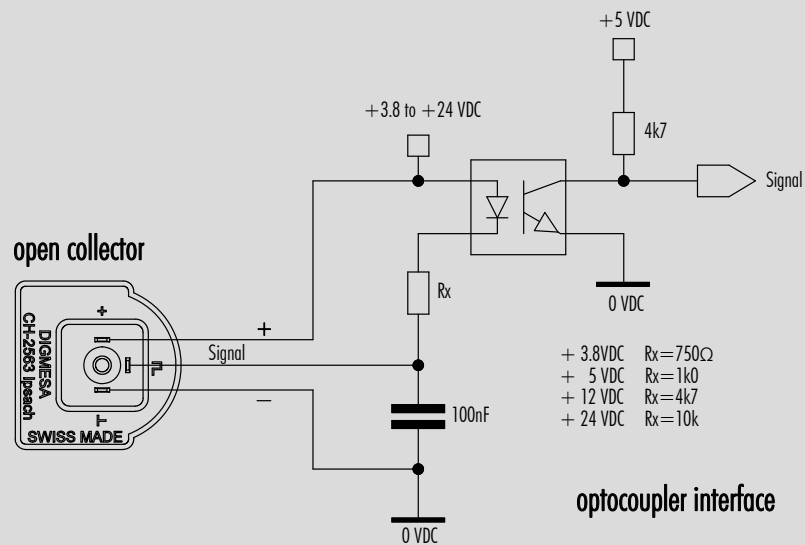 +5 VDC
+3.8 to +24 VDC
4k7
Signal
open collector
0 VDC
Rx
+
DIGMESA
CH-2563 Ipsach
SWISS MADE
+
Signal
−
+ 3.8VDC Rx=750Ω
+ 5 VDC Rx=1k0
+ 12 VDC Rx=4k7
+ 24 VDC Rx=10k
100nF
optocoupler interface
0 VDC